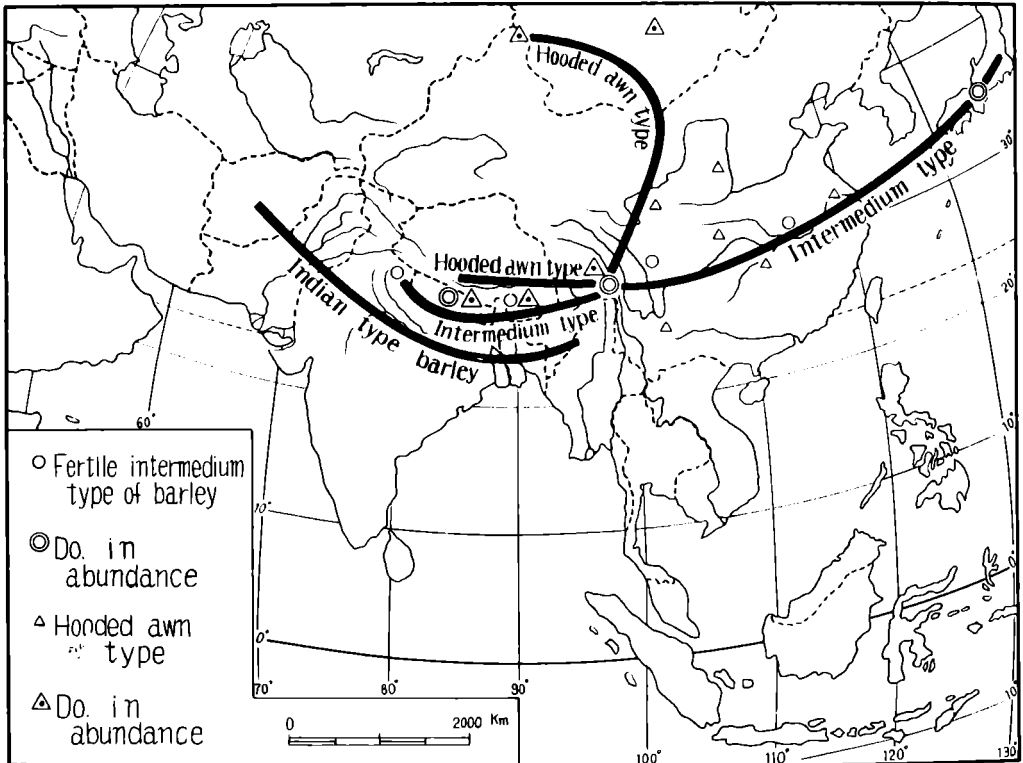 Hooded awn type
Hooded awn type
Intermedium type
Intermedium type
Indian type barley
30°
20°
10°
0°
10°
60°
10°
0°
70°
80°
90°
100°
110°
120°
130°
○ Fertile intermedium
type of barley
◎ Do. in
abundance
△ Hooded awn
type
Do. in
abundance
0 2000 Km